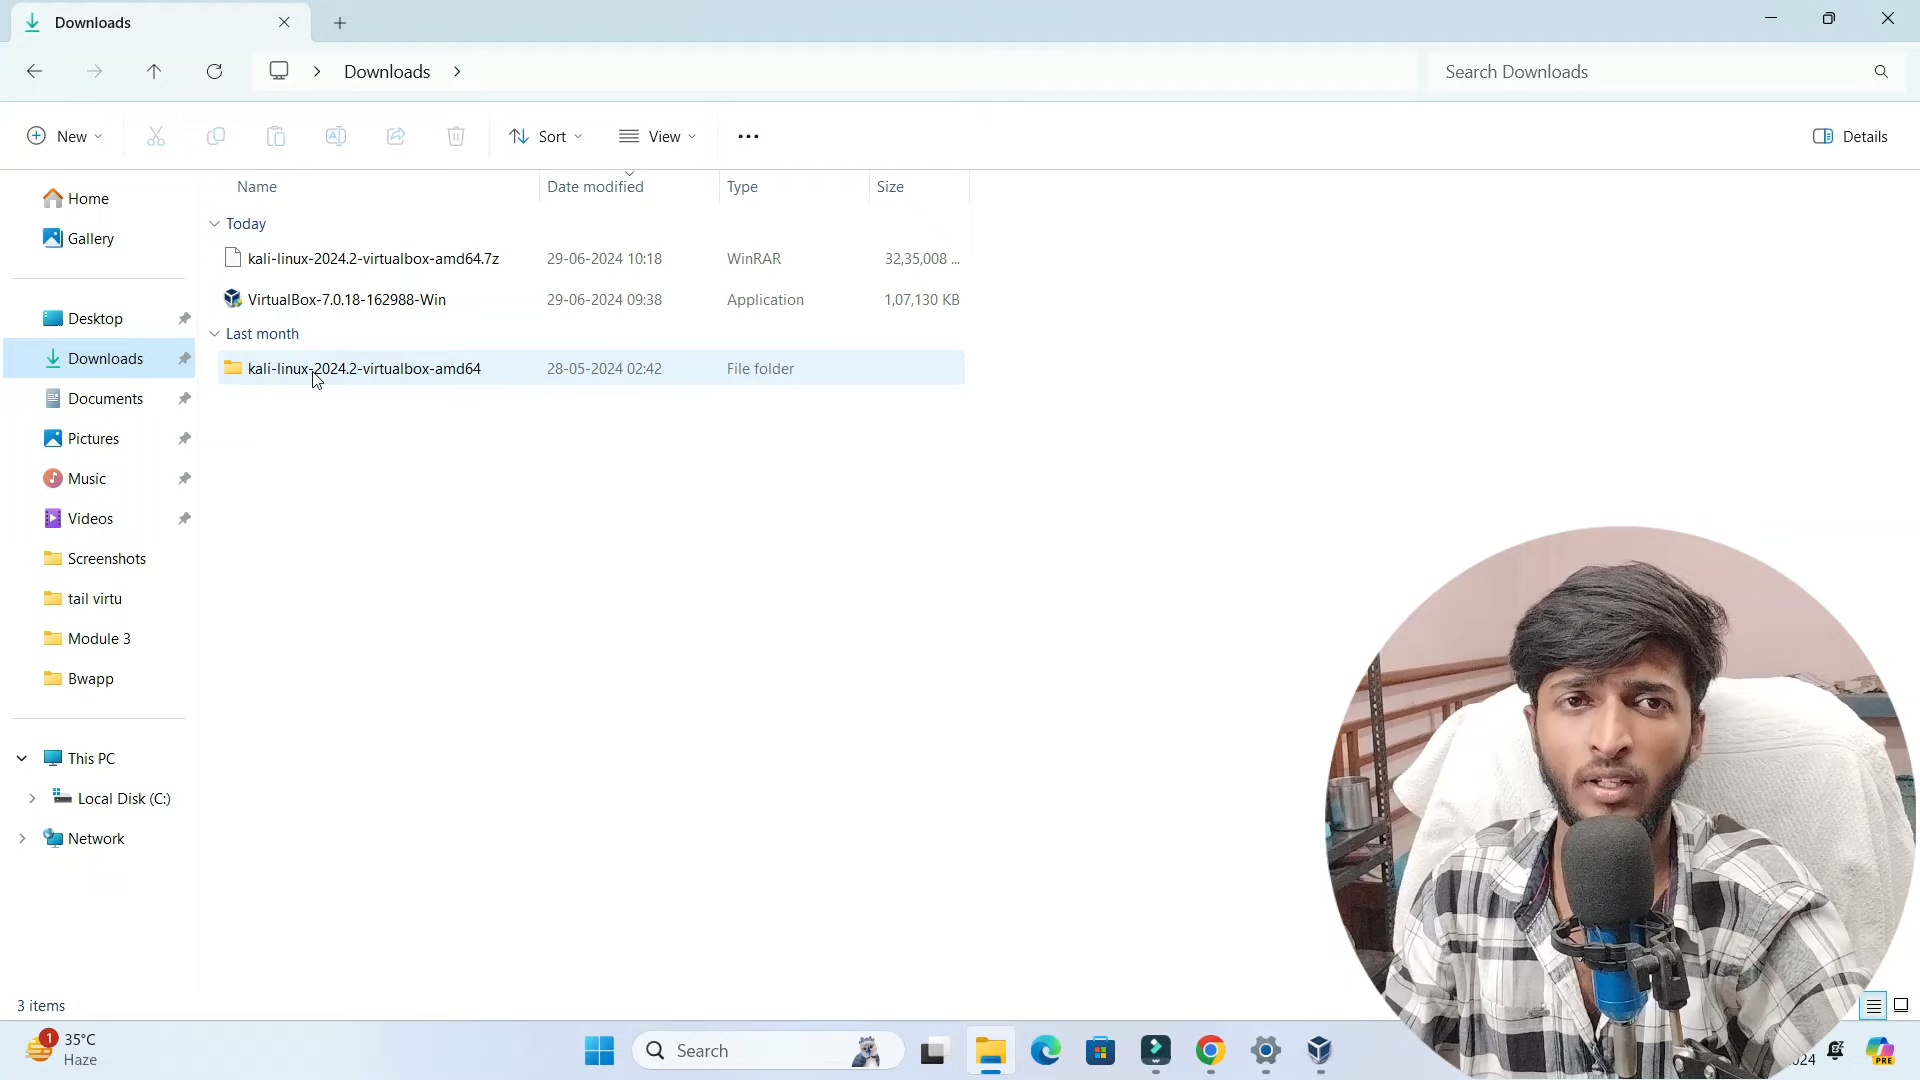 Downloads
Downloads
Search Downloads
New
Sort
View
Details
Name
Date modified
Type
Size
Today
kali-linux-2024.2-virtualbox-amd64.7z 29-06-2024 10:18 WinRAR 32,35,008 ...
VirtualBox-7.0.18-162988-Win 29-06-2024 09:38 Application 1,07,130 KB
Last month
kali-linux-2024.2-virtualbox-amd64 28-05-2024 02:42 File folder
Home
Gallery
Desktop
Downloads
Documents
Pictures
Music
Videos
Screenshots
tail virtu
Module 3
Bwapp
This PC
Local Disk (C:)
Network
3 items
1
35°C
Haze
Search
PRE